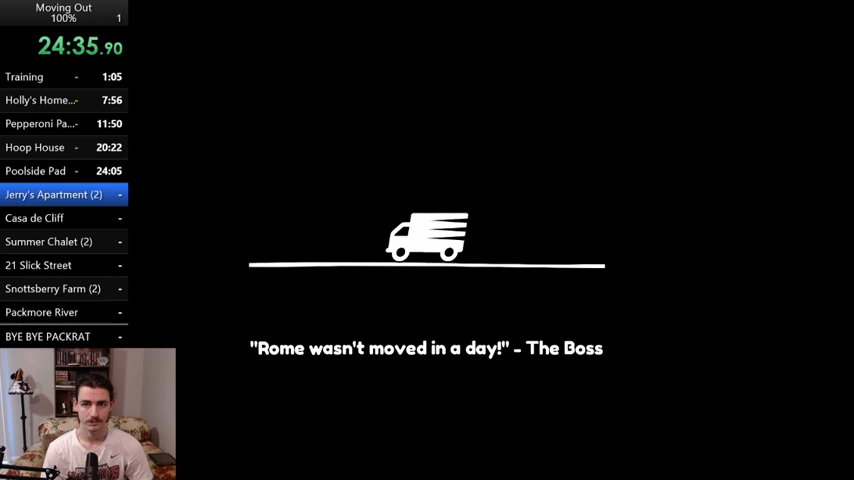 Moving Out
100% 1
24:35.90
Training - 1:05
Holly's Home...- 7:56
Pepperoni Pa...- 11:50
Hoop House - 20:22
Poolside Pad - 24:05
Jerry's Apartment (2) -
Casa de Cliff -
Summer Chalet (2) -
21 Slick Street -
Snottsberry Farm (2) -
Packmore River -
BYE BYE PACKRAT -
"Rome wasn't moved in a day!" - The Boss